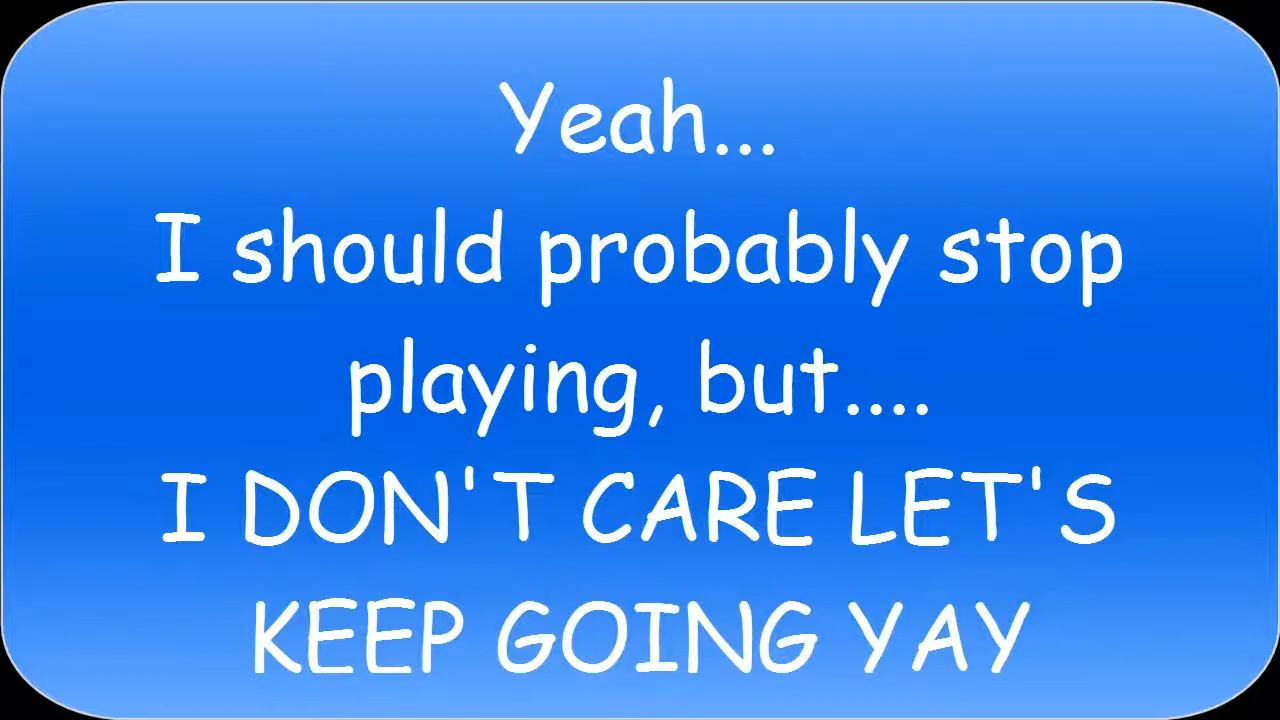 Yeah...
I should probably stop
playing, but....
I DON'T CARE LET'S
KEEP GOING YAY